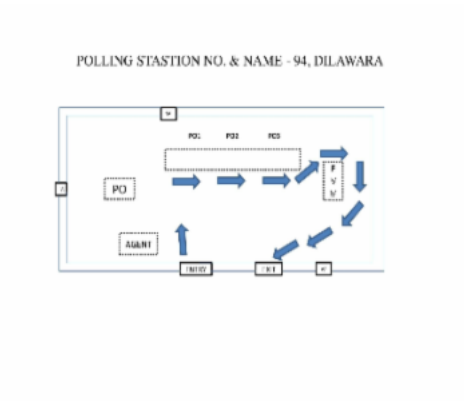 POLLING STASTION NO. & NAME - 94, DILAWARA
PO1 PO2 PO3
PO
AGENT
ENTRY EXIT